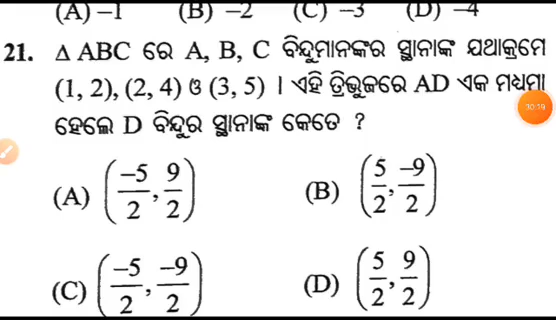 (A) –1 (B) –2 (C) –3 (D) –4
21. Δ ABC ରେ A, B, C ବିନ୍ଦୁମାନଙ୍କର ସ୍ଥାନାଙ୍କ ଯଥାକ୍ରମେ
(1, 2), (2, 4) ଓ (3, 5) । ଏହି ତ୍ରିଭୁଜରେ AD ଏକ ମଧ୍ୟମା
30:19
ହେଲେ D ବିନ୍ଦୁର ସ୍ଥାନାଙ୍କ କେତେ ?
(A) (–5/2, 9/2) (B) (5/2, –9/2)
(C) (–5/2, –9/2) (D) (5/2, 9/2)